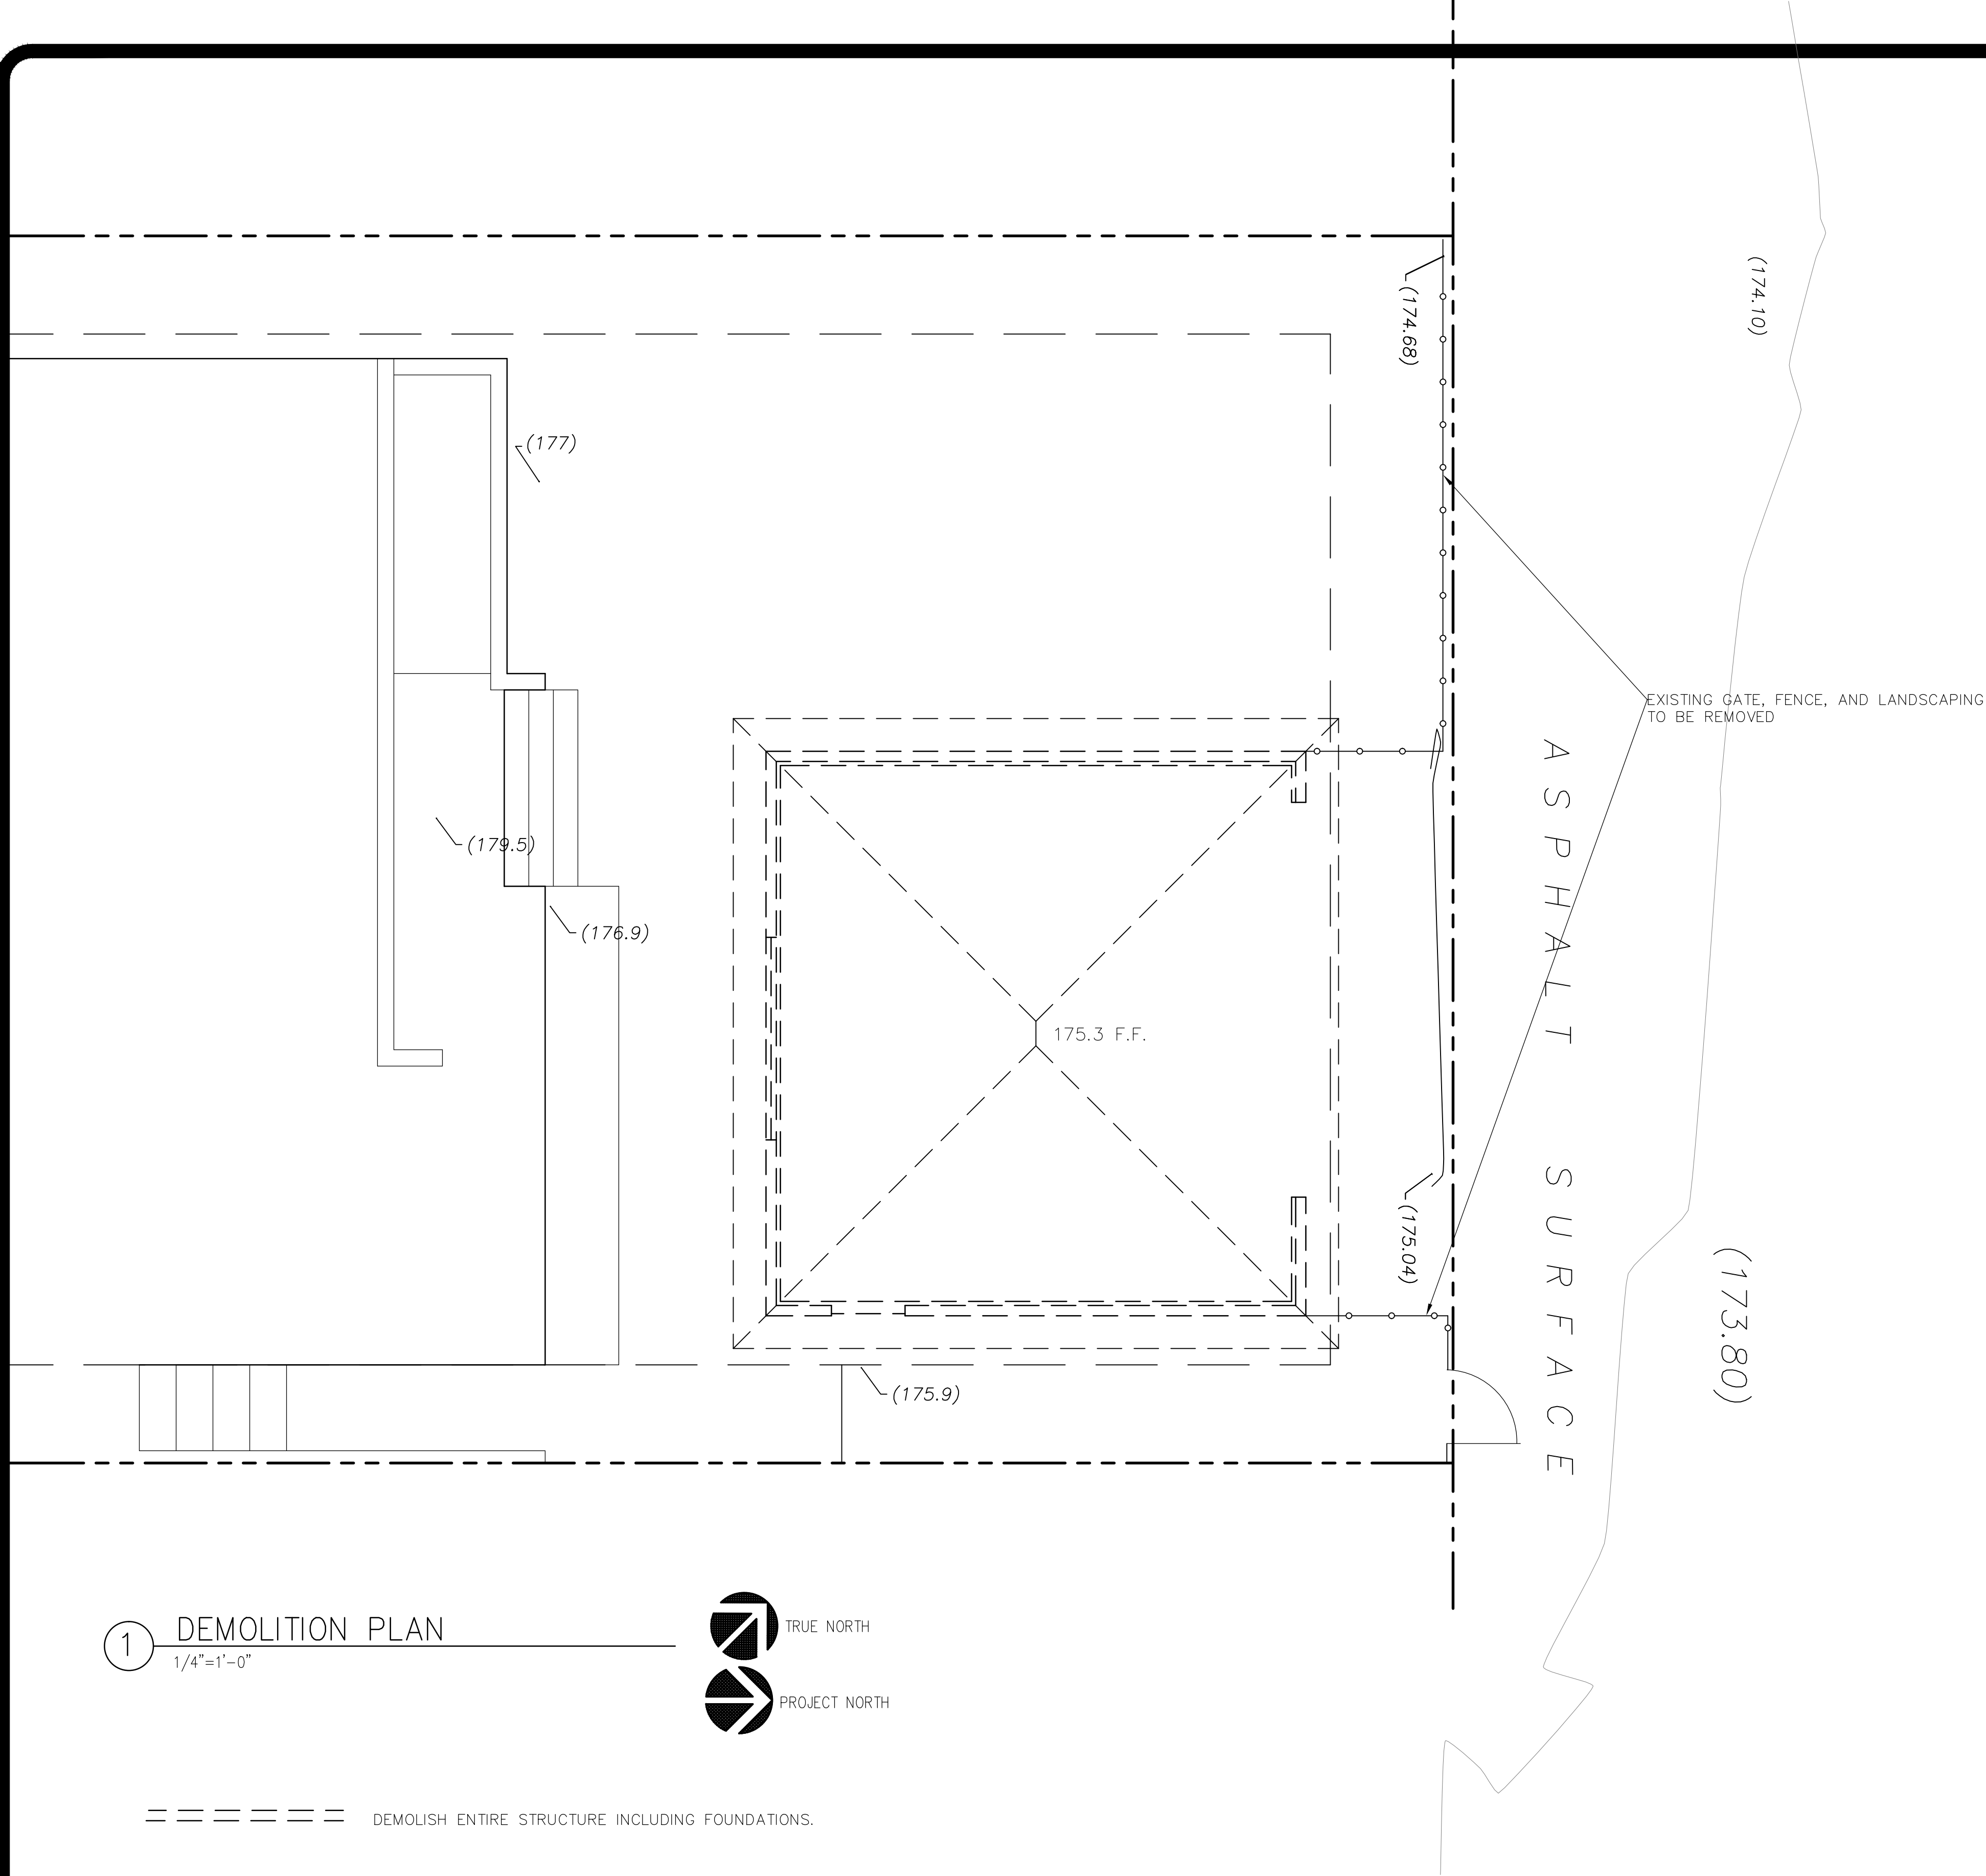 (174.10)
(174.68)
(177)
EXISTING GATE, FENCE, AND LANDSCAPING
TO BE REMOVED
(179.5)
(176.9)
175.3 F.F.
ASPHALT SURFACE
(175.04)
(173.80)
(175.9)
1
DEMOLITION PLAN
1/4"=1'-0"
TRUE NORTH
PROJECT NORTH
DEMOLISH ENTIRE STRUCTURE INCLUDING FOUNDATIONS.